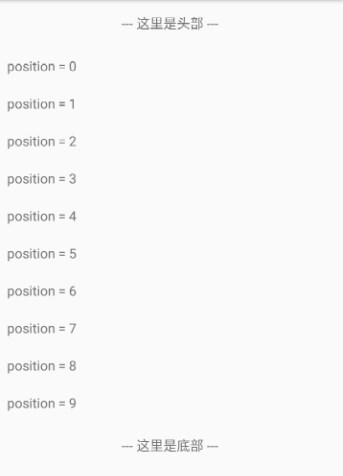 --- 这里是头部 ---
position = 0
position = 1
position = 2
position = 3
position = 4
position = 5
position = 6
position = 7
position = 8
position = 9
--- 这里是底部 ---